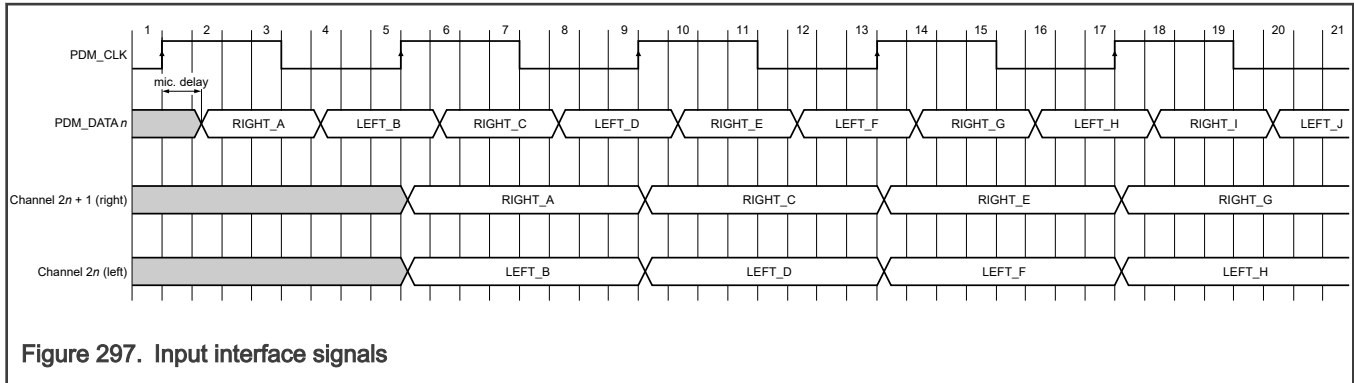 1 2 3 4 5 6 7 8 9 10 11 12 13 14 15 16 17 18 19 20 21
PDM_CLK
mic. delay
PDM_DATA n RIGHT_A LEFT_B RIGHT_C LEFT_D RIGHT_E LEFT_F RIGHT_G LEFT_H RIGHT_I LEFT_J
Channel 2n + 1 (right) RIGHT_A RIGHT_C RIGHT_E RIGHT_G
Channel 2n (left) LEFT_B LEFT_D LEFT_F LEFT_H
Figure 297. Input interface signals